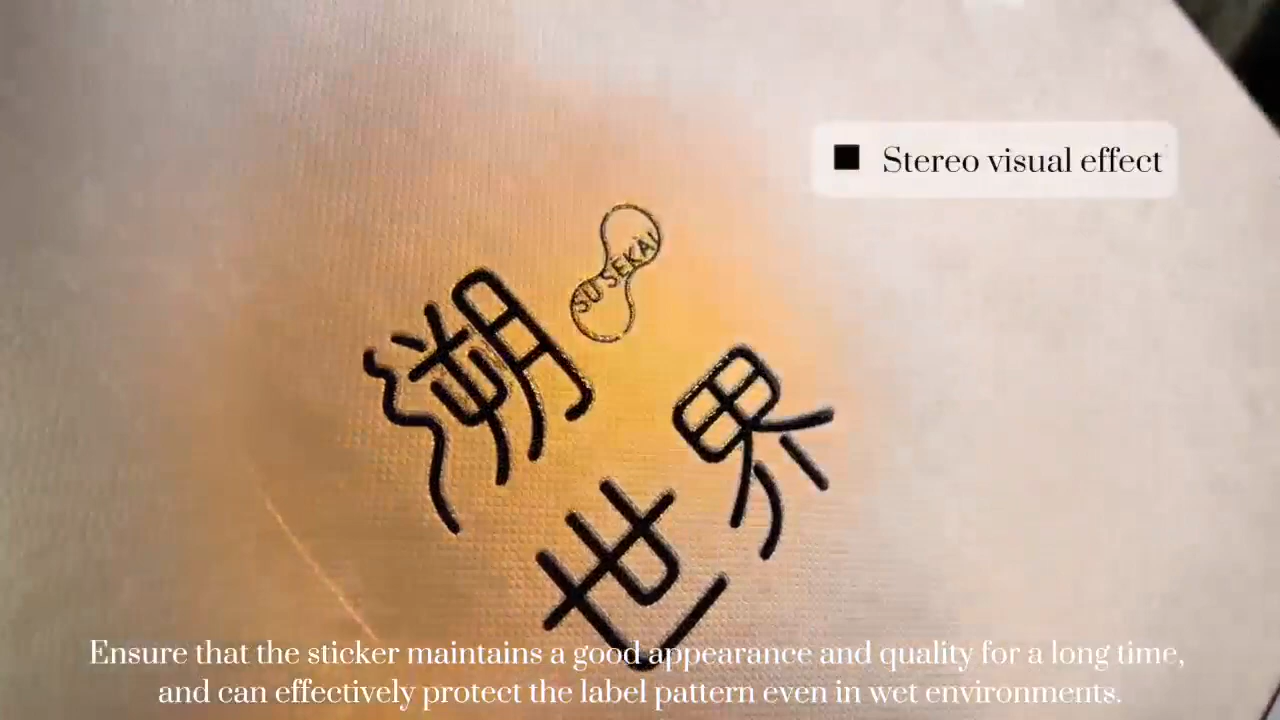 Stereo visual effect
SU SEKAI
溯
世界
Ensure that the sticker maintains a good appearance and quality for a long time,
and can effectively protect the label pattern even in wet environments.